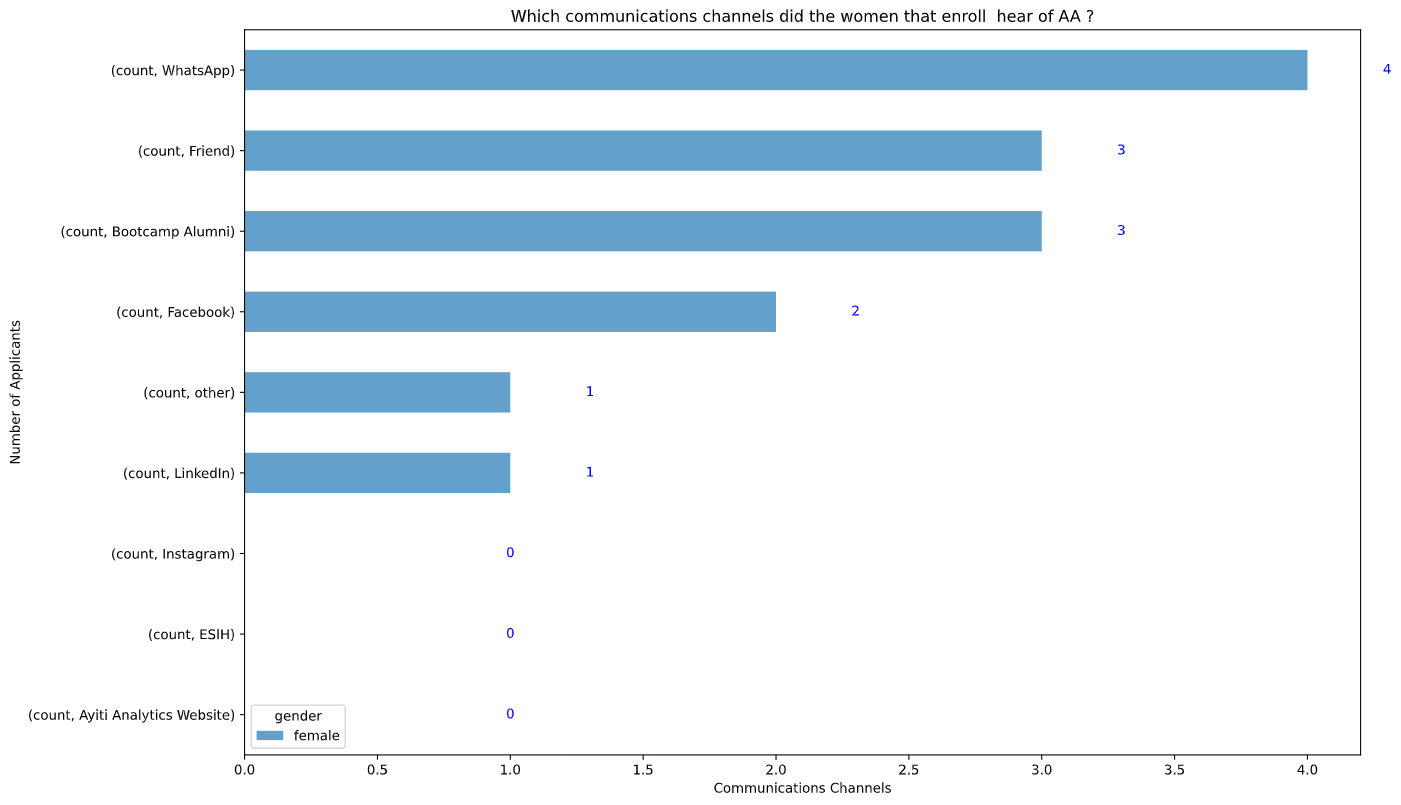 Which communications channels did the women that enroll  hear of AA ?
(count, WhatsApp)
4
(count, Friend)
3
(count, Bootcamp Alumni)
3
(count, Facebook)
2
(count, other)
1
(count, LinkedIn)
1
(count, Instagram)
0
(count, ESIH)
0
(count, Ayiti Analytics Website)
0
Number of Applicants
gender
female
0.0 0.5 1.0 1.5 2.0 2.5 3.0 3.5 4.0
Communications Channels